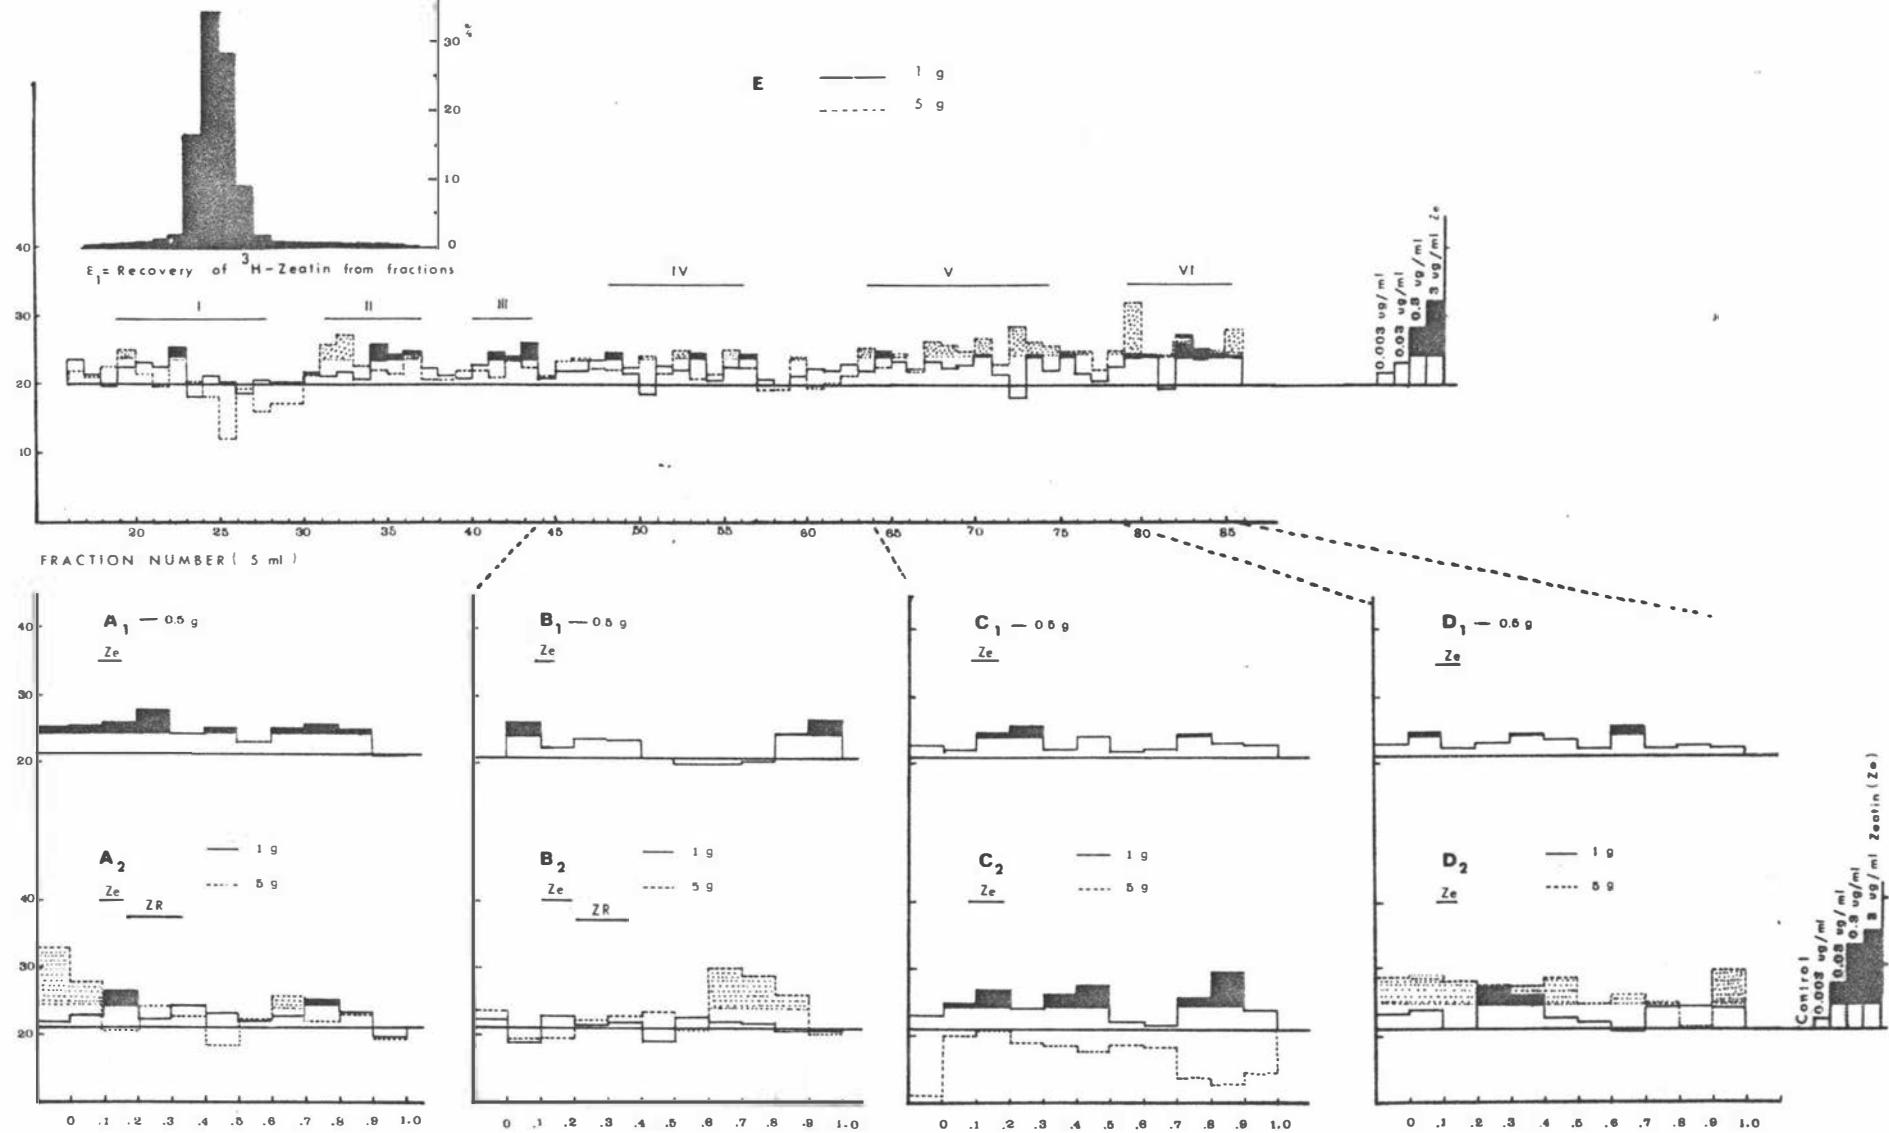 30 %
20
10
0
E₁= Recovery of ³H-Zeatin from fractions
E
1 g
5 g
40
30
20
10
I II III IV V VI
0.003 ug/ml
0.03 ug/ml
0.3 ug/ml
3 ug/ml Ze
20 25 30 35 40 45 50 55 60 65 70 75 80 85
FRACTION NUMBER ( 5 ml )
A₁ — 0.5 g
Ze
40
30
20
B₁ — 0.5 g
Ze
C₁ — 0.5 g
Ze
D₁ — 0.5 g
Ze
A₂
1 g
5 g
Ze
ZR
40
30
20
B₂
1 g
5 g
Ze
ZR
C₂
1 g
5 g
Ze
D₂
1 g
5 g
Ze
Control
0.003 ug/ml
0.03 ug/ml
0.3 ug/ml
3 ug/ml Zeatin (Ze)
0 .1 .2 .3 .4 .5 .6 .7 .8 .9 1.0
0 .1 .2 .3 .4 .5 .6 .7 .8 .9 1.0
0 .1 .2 .3 .4 .5 .6 .7 .8 .9 1.0
0 .1 .2 .3 .4 .5 .6 .7 .8 .9 1.0